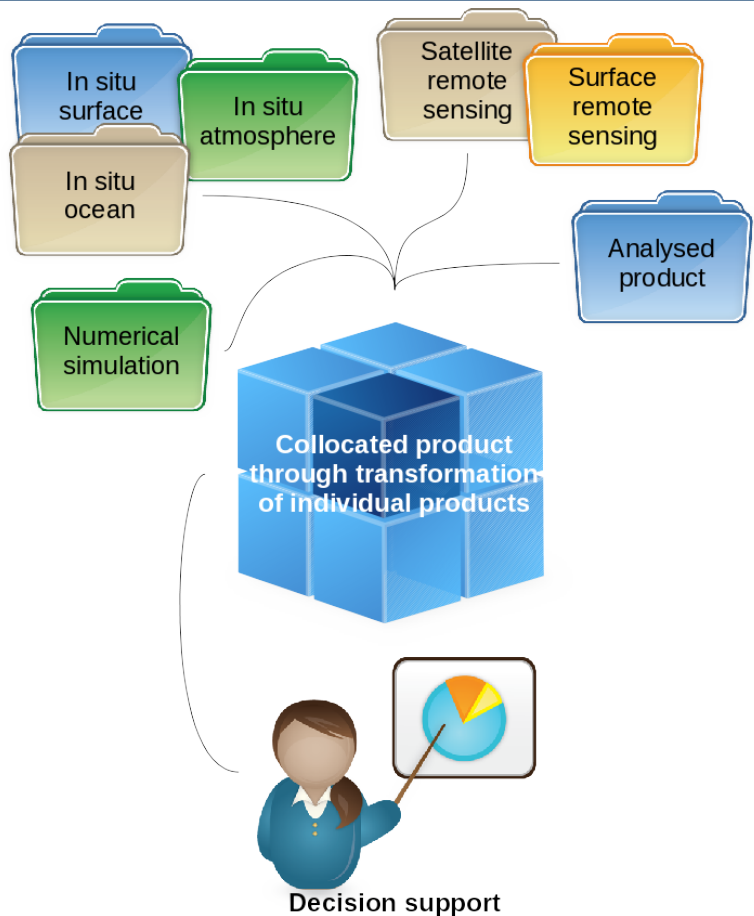 In situ
surface
In situ
atmosphere
In situ
ocean
Satellite
remote
sensing
Surface
remote
sensing
Analysed
product
Numerical
simulation
Collocated product
through transformation
of individual products
Decision support